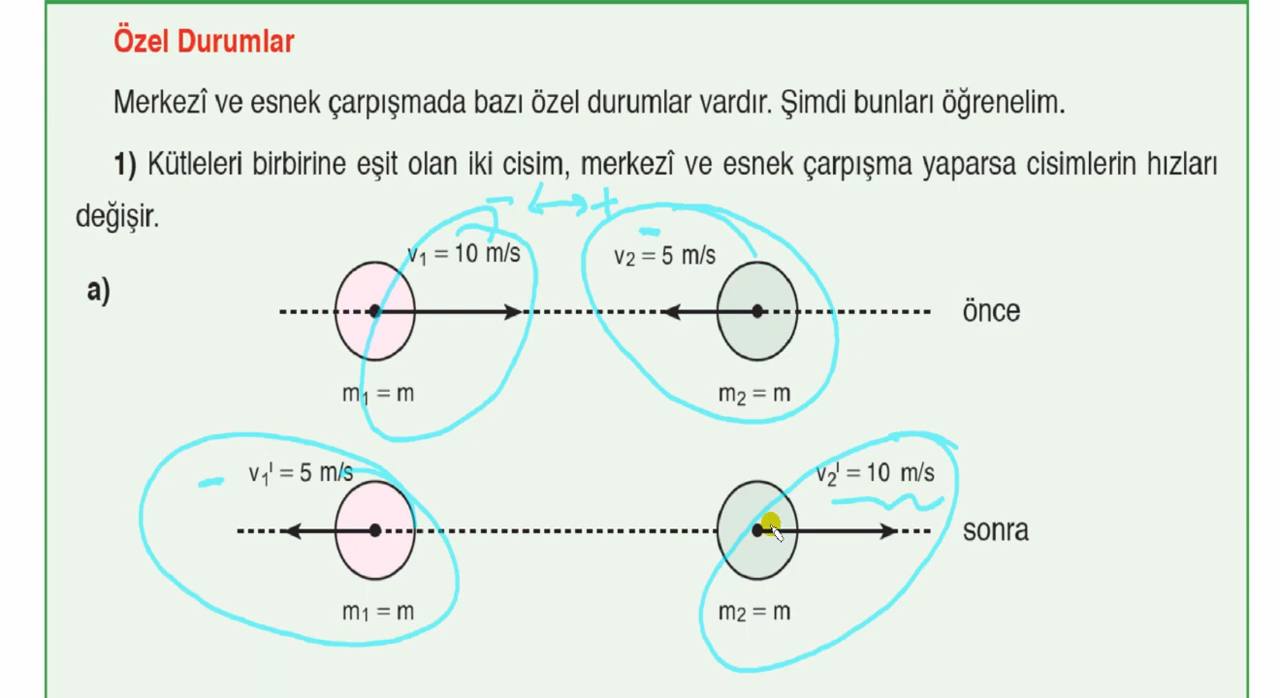 Özel Durumlar
Merkezî ve esnek çarpışmada bazı özel durumlar vardır. Şimdi bunları öğrenelim.
1) Kütleleri birbirine eşit olan iki cisim, merkezî ve esnek çarpışma yaparsa cisimlerin hızları
değişir.
- +
a)
v₁ = 10 m/s
- v₂ = 5 m/s
önce
m₁ = m
m₂ = m
- v₁ᴵ = 5 m/s
v₂ᴵ = 10 m/s
sonra
m₁ = m
m₂ = m